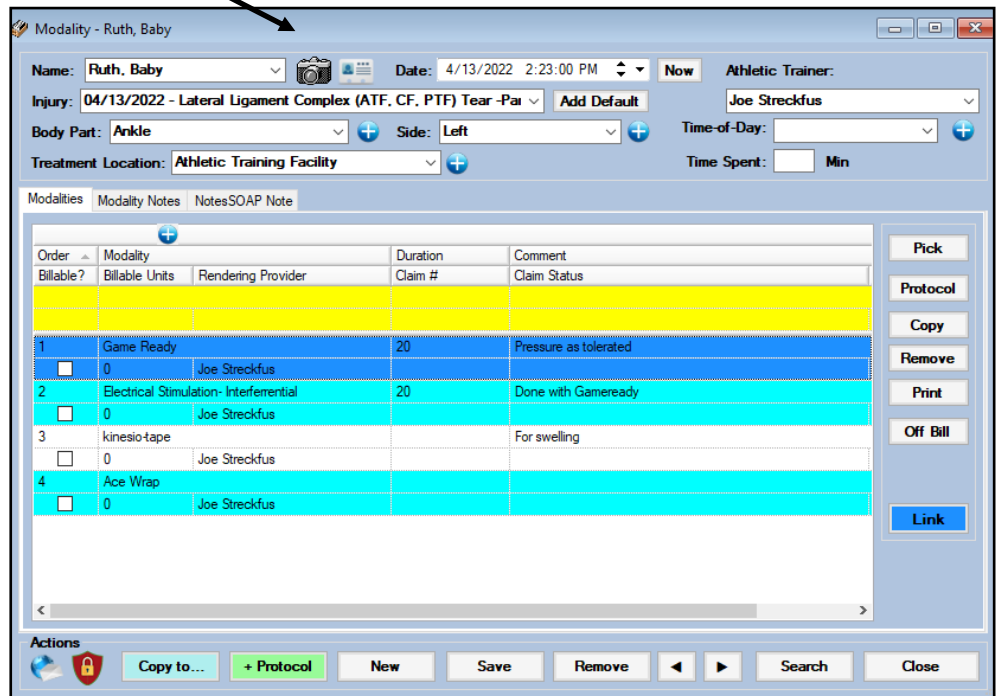 Modality - Ruth, Baby
Name: Ruth, Baby Date: 4/13/2022 2:23:00 PM Now Athletic Trainer:
Injury: 04/13/2022 - Lateral Ligament Complex (ATF, CF, PTF) Tear -Par Add Default Joe Streckfus
Body Part: Ankle Side: Left Time-of-Day:
Treatment Location: Athletic Training Facility Time Spent: Min
Modalities Modality Notes NotesSOAP Note
Order Modality Duration Comment
Billable? Billable Units Rendering Provider Claim # Claim Status
1 Game Ready 20 Pressure as tolerated
0 Joe Streckfus
2 Electrical Stimulation- Interferrential 20 Done with Gameready
0 Joe Streckfus
3 kinesio-tape For swelling
0 Joe Streckfus
4 Ace Wrap
0 Joe Streckfus
Pick
Protocol
Copy
Remove
Print
Off Bill
Link
Actions
Copy to... + Protocol New Save Remove Search Close